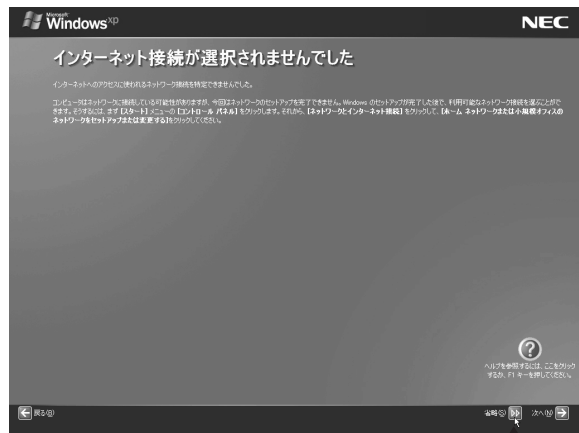 Microsoft
Windows xp
NEC
インターネット接続が選択されませんでした
インターネットへのアクセスに使われるネットワーク接続を特定できませんでした。
コンピュータはネットワークに接続している可能性がありますが、今回はネットワークのセットアップを完了できません。Windows のセットアップが完了した後で、利用可能なネットワーク接続を選ぶことがで
きます。そうするには、まず [スタート] メニューの [コントロール パネル] をクリックします。それから、[ネットワークとインターネット接続] をクリックして、[ホーム ネットワークまたは小規模オフィスの
ネットワークをセットアップまたは変更する]をクリックしてください。
?
ヘルプを参照するには、ここをクリック
するか、F1 キーを押してください。
戻る(B)
省略(S)
次へ(N)